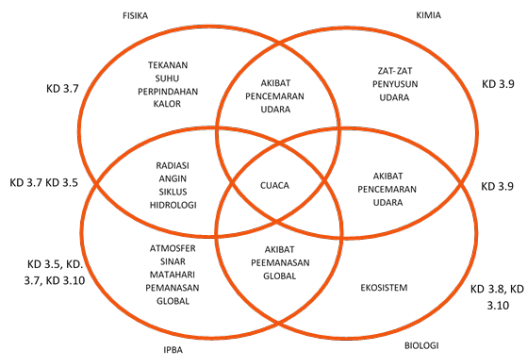 FISIKA
KIMIA
TEKANAN
SUHU
PERPINDAHAN
KALOR
AKIBAT
PENCEMARAN
UDARA
ZAT-ZAT
PENYUSUN
UDARA
KD 3.7
KD 3.9
RADIASI
ANGIN
SIKLUS
HIDROLOGI
CUACA
AKIBAT
PENCEMARAN
UDARA
KD 3.7 KD 3.5
KD 3.9
ATMOSFER
SINAR
MATAHARI
PEMANASAN
GLOBAL
AKIBAT
PEEMANASAN
GLOBAL
EKOSISTEM
KD 3.5, KD.
3.7, KD 3.10
KD 3.8, KD
3.10
IPBA
BIOLOGI